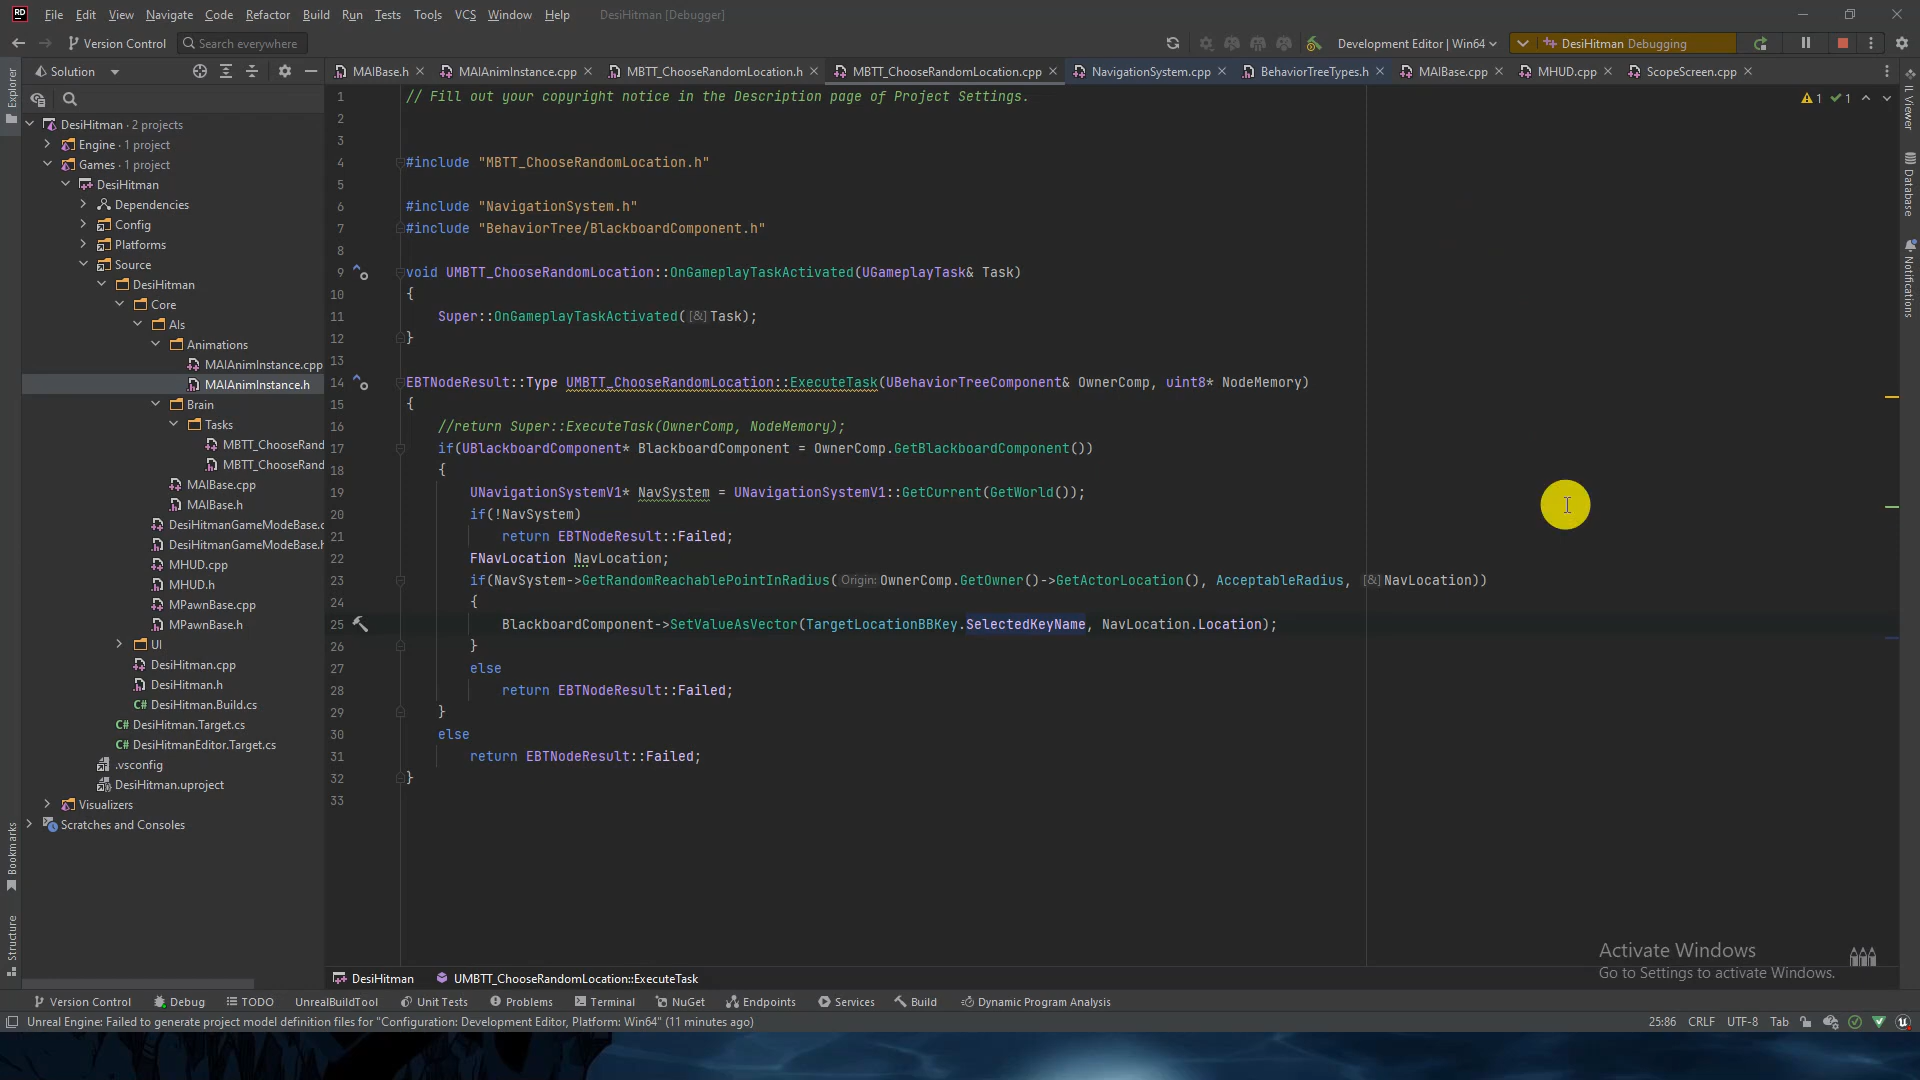 RD File Edit View Navigate Code Refactor Build Run Tests Tools VCS Window Help DesiHitman [Debugger]
Version Control Search everywhere Development Editor | Win64 DesiHitman Debugging
Solution MAIBase.h MAIAnimInstance.cpp MBTT_ChooseRandomLocation.h MBTT_ChooseRandomLocation.cpp NavigationSystem.cpp BehaviorTreeTypes.h MAIBase.cpp MHUD.cpp ScopeScreen.cpp
Explorer
DesiHitman · 2 projects
Engine · 1 project
Games · 1 project
DesiHitman
Dependencies
Config
Platforms
Source
DesiHitman
Core
AIs
Animations
MAIAnimInstance.cpp
MAIAnimInstance.h
Brain
Tasks
MBTT_ChooseRand
MBTT_ChooseRand
MAIBase.cpp
MAIBase.h
DesiHitmanGameModeBase.c
DesiHitmanGameModeBase.h
MHUD.cpp
MHUD.h
MPawnBase.cpp
MPawnBase.h
UI
DesiHitman.cpp
DesiHitman.h
C# DesiHitman.Build.cs
C# DesiHitman.Target.cs
C# DesiHitmanEditor.Target.cs
.vsconfig
DesiHitman.uproject
Visualizers
Scratches and Consoles
Bookmarks
Structure
1 // Fill out your copyright notice in the Description page of Project Settings.
2
3
4 #include "MBTT_ChooseRandomLocation.h"
5
6 #include "NavigationSystem.h"
7 #include "BehaviorTree/BlackboardComponent.h"
8
9 void UMBTT_ChooseRandomLocation::OnGameplayTaskActivated(UGameplayTask& Task)
10 {
11 Super::OnGameplayTaskActivated([&]Task);
12 }
13
14 EBTNodeResult::Type UMBTT_ChooseRandomLocation::ExecuteTask(UBehaviorTreeComponent& OwnerComp, uint8* NodeMemory)
15 {
16 //return Super::ExecuteTask(OwnerComp, NodeMemory);
17 if(UBlackboardComponent* BlackboardComponent = OwnerComp.GetBlackboardComponent())
18 {
19 UNavigationSystemV1* NavSystem = UNavigationSystemV1::GetCurrent(GetWorld());
20 if(!NavSystem)
21 return EBTNodeResult::Failed;
22 FNavLocation NavLocation;
23 if(NavSystem->GetRandomReachablePointInRadius(Origin:OwnerComp.GetOwner()->GetActorLocation(), AcceptableRadius, [&]NavLocation))
24 {
25 BlackboardComponent->SetValueAsVector(TargetLocationBBKey.SelectedKeyName, NavLocation.Location);
26 }
27 else
28 return EBTNodeResult::Failed;
29 }
30 else
31 return EBTNodeResult::Failed;
32 }
33
1 1
IL Viewer
Database
Notifications
Activate Windows
Go to Settings to activate Windows.
DesiHitman UMBTT_ChooseRandomLocation::ExecuteTask
Version Control Debug TODO UnrealBuildTool Unit Tests Problems Terminal NuGet Endpoints Services Build Dynamic Program Analysis
Unreal Engine: Failed to generate project model definition files for "Configuration: Development Editor, Platform: Win64" (11 minutes ago) 25:86 CRLF UTF-8 Tab